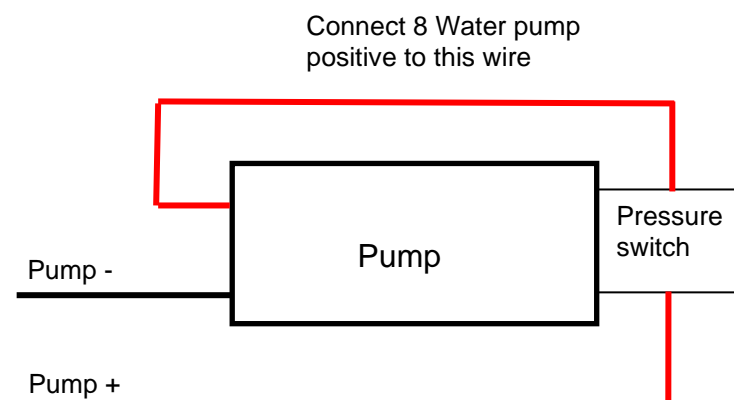 Connect 8 Water pump
positive to this wire
Pressure
switch
Pump
Pump -
Pump +